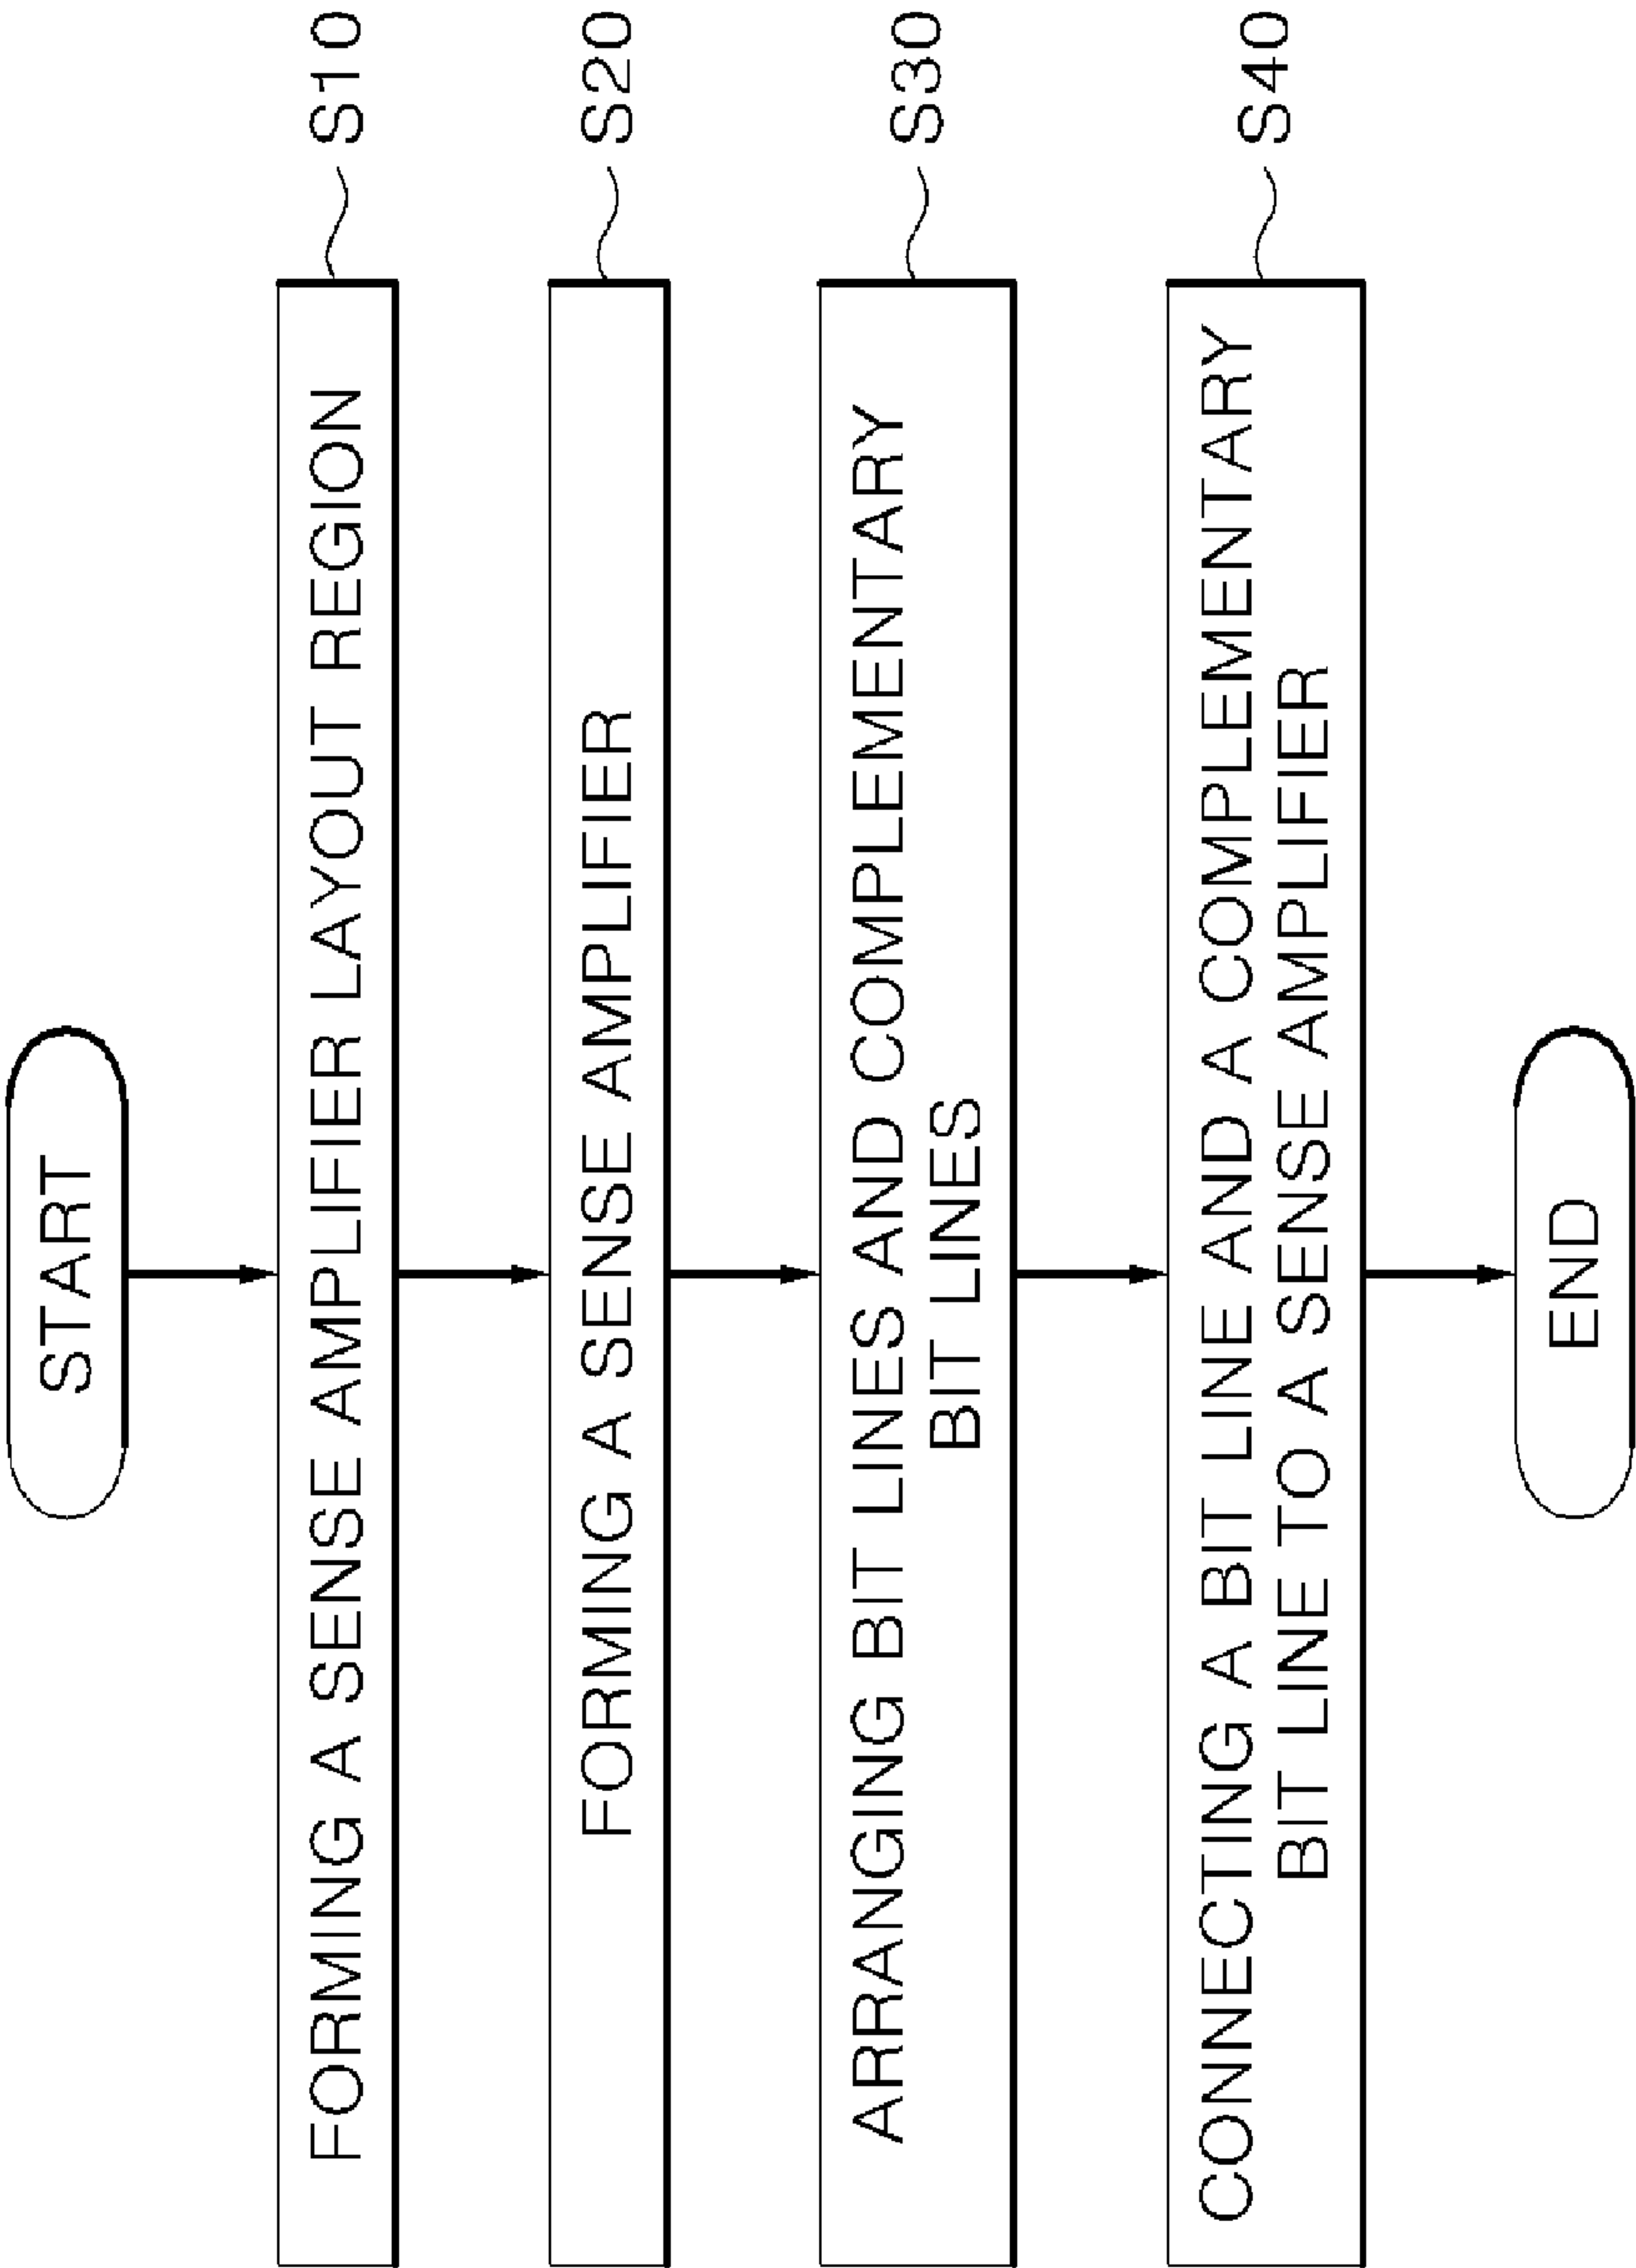 START
FORMING A SENSE AMPLIFIER LAYOUT REGION
S10
FORMING A SENSE AMPLIFIER
S20
ARRANGING BIT LINES AND COMPLEMENTARY
BIT LINES
S30
CONNECTING A BIT LINE AND A COMPLEMENTARY
BIT LINE TO A SENSE AMPLIFIER
S40
END